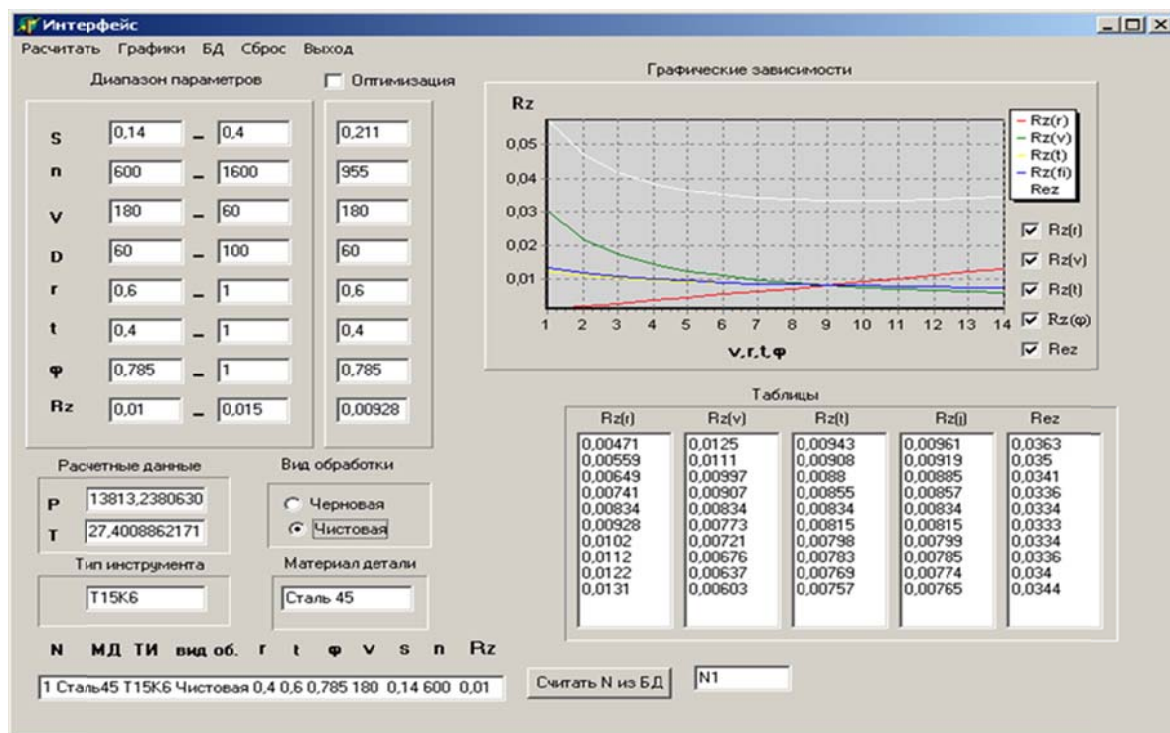 Интерфейс
Расчитать Графики БД Сброс Выход
Диапазон параметров
Оптимизация
S 0,14 – 0,4 0,211
n 600 – 1600 955
V 180 – 60 180
D 60 – 100 60
r 0,6 – 1 0,6
t 0,4 – 1 0,4
φ 0,785 – 1 0,785
Rz 0,01 – 0,015 0,00928
Графические зависимости
Rz
0,05
0,04
0,03
0,02
0,01
1 2 3 4 5 6 7 8 9 10 11 12 13 14
v,r,t,φ
Rz(r)
Rz(v)
Rz(t)
Rz(fi)
Rez
Rz(r)
Rz(v)
Rz(t)
Rz(φ)
Rez
Расчетные данные
P 13813,2380630
T 27,4008862171
Вид обработки
Черновая
Чистовая
Тип инструмента
Т15К6
Материал детали
Сталь 45
Таблицы
Rz(r) Rz(v) Rz(t) Rz(j) Rez
0,00471 0,0125 0,00943 0,00961 0,0363
0,00559 0,0111 0,00908 0,00919 0,035
0,00649 0,00997 0,0088 0,00885 0,0341
0,00741 0,00907 0,00855 0,00857 0,0336
0,00834 0,00834 0,00834 0,00834 0,0334
0,00928 0,00773 0,00815 0,00815 0,0333
0,0102 0,00721 0,00798 0,00799 0,0334
0,0112 0,00676 0,00783 0,00785 0,0336
0,0122 0,00637 0,00769 0,00774 0,034
0,0131 0,00603 0,00757 0,00765 0,0344
N МД ТИ вид об. r t φ v s n Rz
1 Сталь45 Т15К6 Чистовая 0,4 0,6 0,785 180 0,14 600 0,01
Считать N из БД
N1